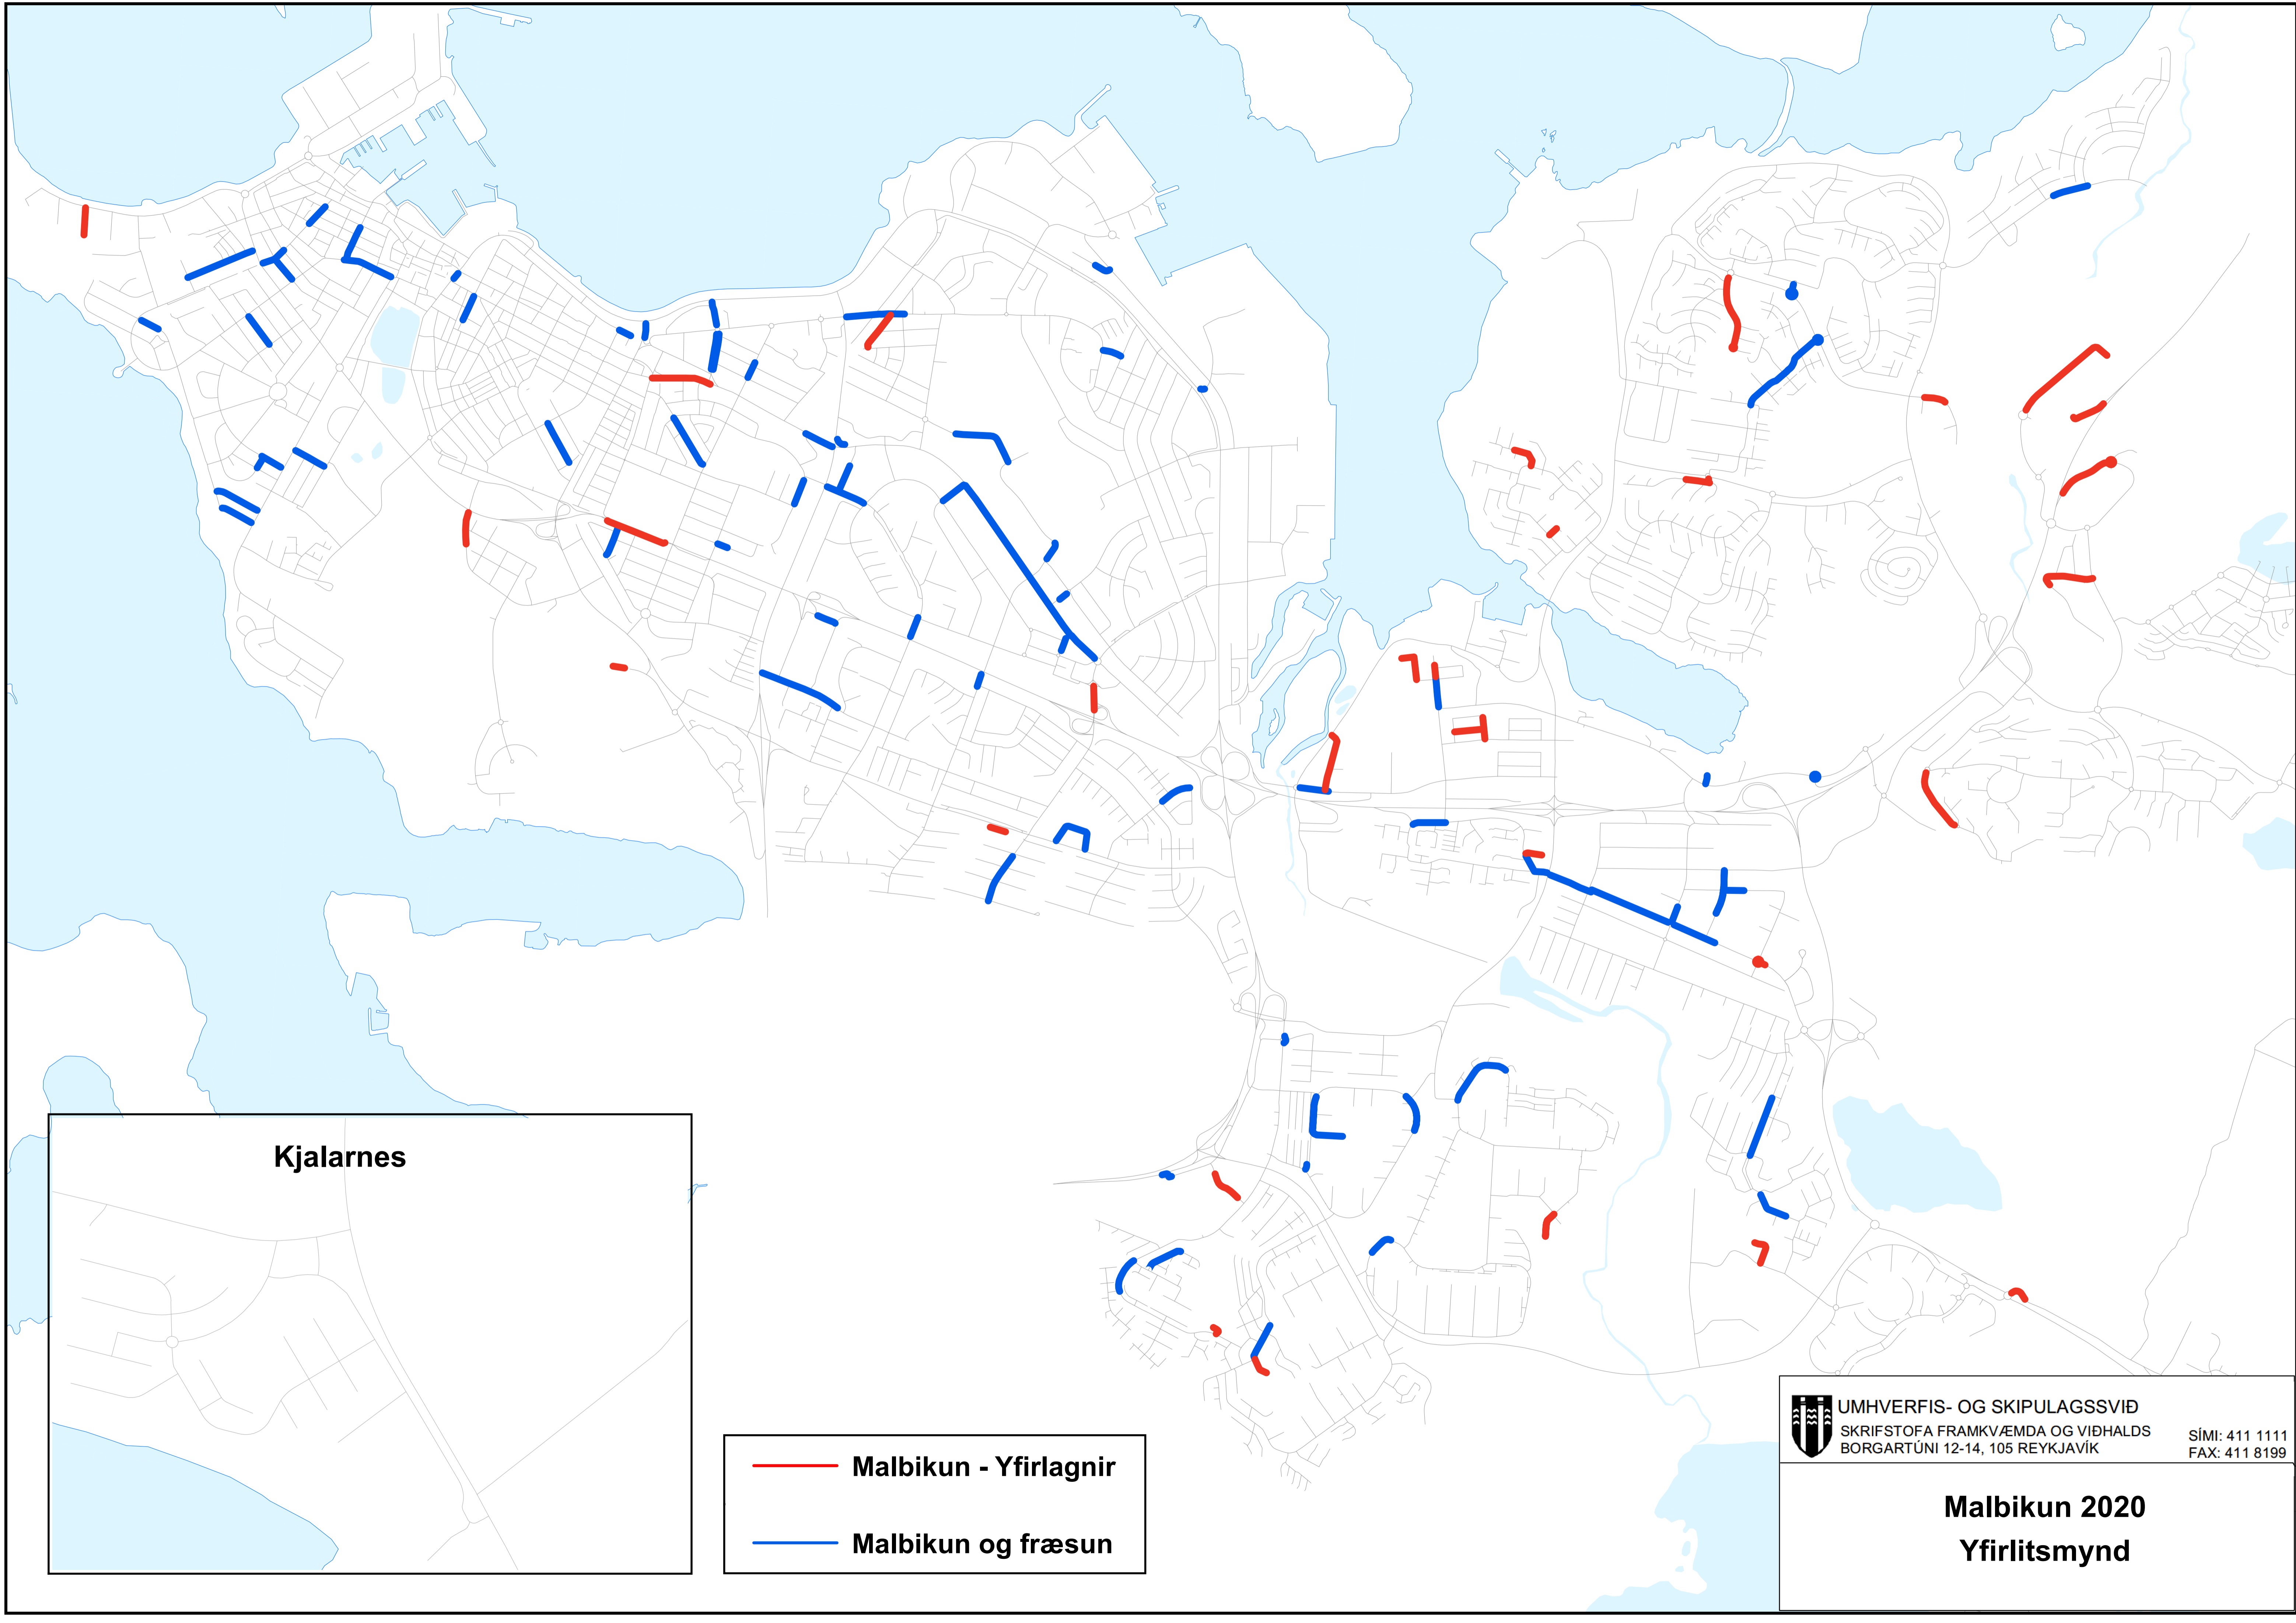 Kjalarnes
Malbikun - Yfirlagnir
Malbikun og fræsun
UMHVERFIS- OG SKIPULAGSSVIÐ
SKRIFSTOFA FRAMKVÆMDA OG VIÐHALDS
BORGARTÚNI 12-14, 105 REYKJAVÍK
SÍMI: 411 1111
FAX: 411 8199
Malbikun 2020
Yfirlitsmynd